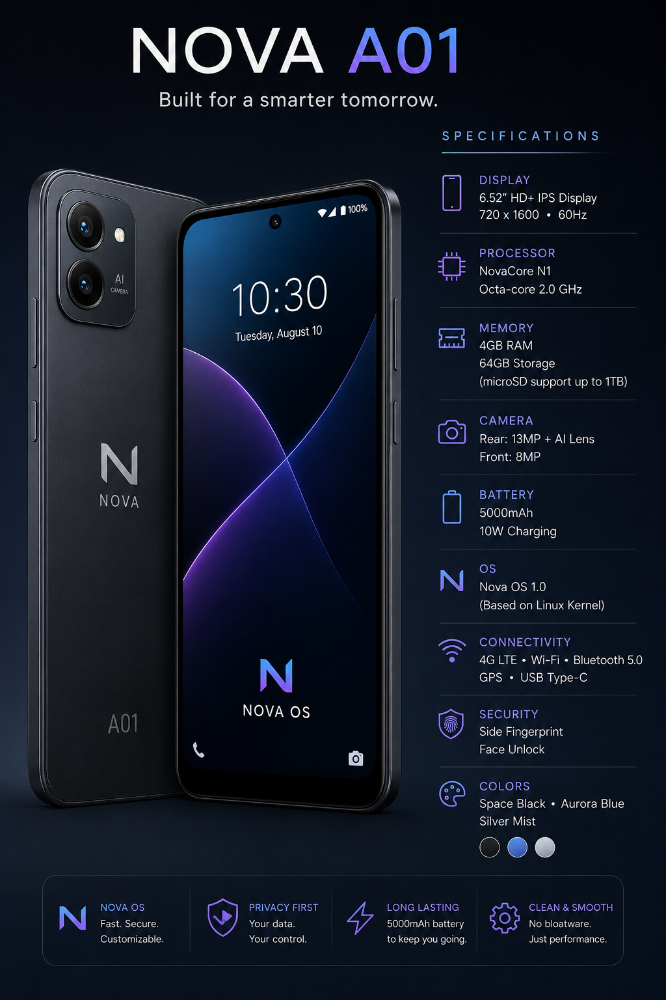 NOVA A01
Built for a smarter tomorrow.
SPECIFICATIONS
DISPLAY
6.52” HD+ IPS Display
720 x 1600 • 60Hz
PROCESSOR
NovaCore N1
Octa-core 2.0 GHz
MEMORY
4GB RAM
64GB Storage
(microSD support up to 1TB)
CAMERA
Rear: 13MP + AI Lens
Front: 8MP
BATTERY
5000mAh
10W Charging
OS
Nova OS 1.0
(Based on Linux Kernel)
CONNECTIVITY
4G LTE • Wi-Fi • Bluetooth 5.0
GPS • USB Type-C
SECURITY
Side Fingerprint
Face Unlock
COLORS
Space Black • Aurora Blue
Silver Mist
AI
CAMERA
N
NOVA
A01
100%
10:30
Tuesday, August 10
N
NOVA OS
NOVA OS
Fast. Secure.
Customizable.
PRIVACY FIRST
Your data.
Your control.
LONG LASTING
5000mAh battery
to keep you going.
CLEAN & SMOOTH
No bloatware.
Just performance.